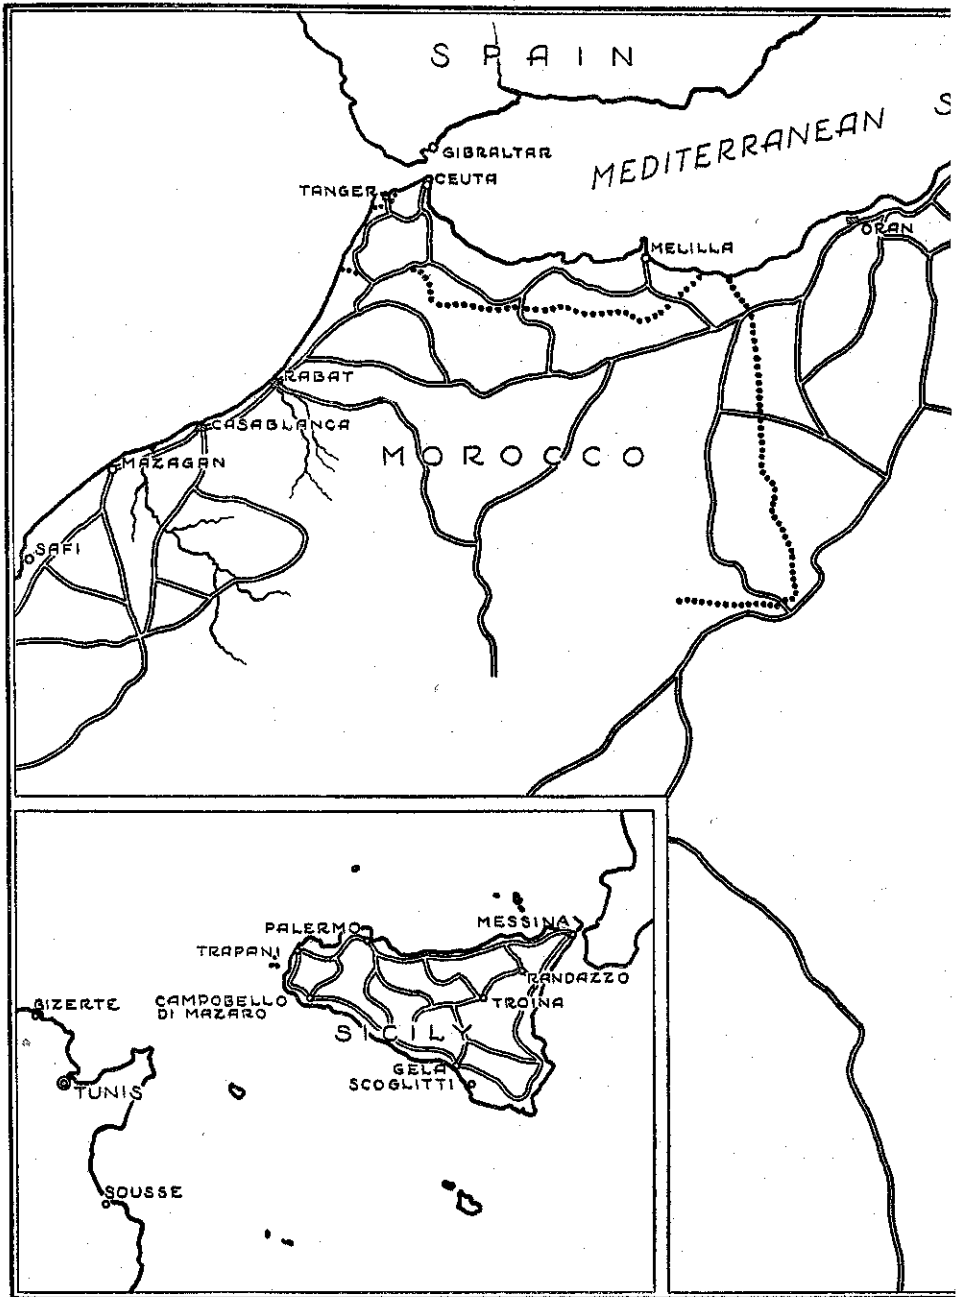 SPAIN
S
MEDITERRANEAN
GIBRALTAR
CEUTA
TANGER
ORAN
MELILLA
RABAT
CASABLANCA
MOROCCO
MAZAGAN
SAFI
PALERMO
MESSINA
TRAPANI
RANDAZZO
CAMPOBELLO
DI MAZARO
TROINA
BIZERTE
SICILY
GELA
SCOGLITTI
TUNIS
SOUSSE